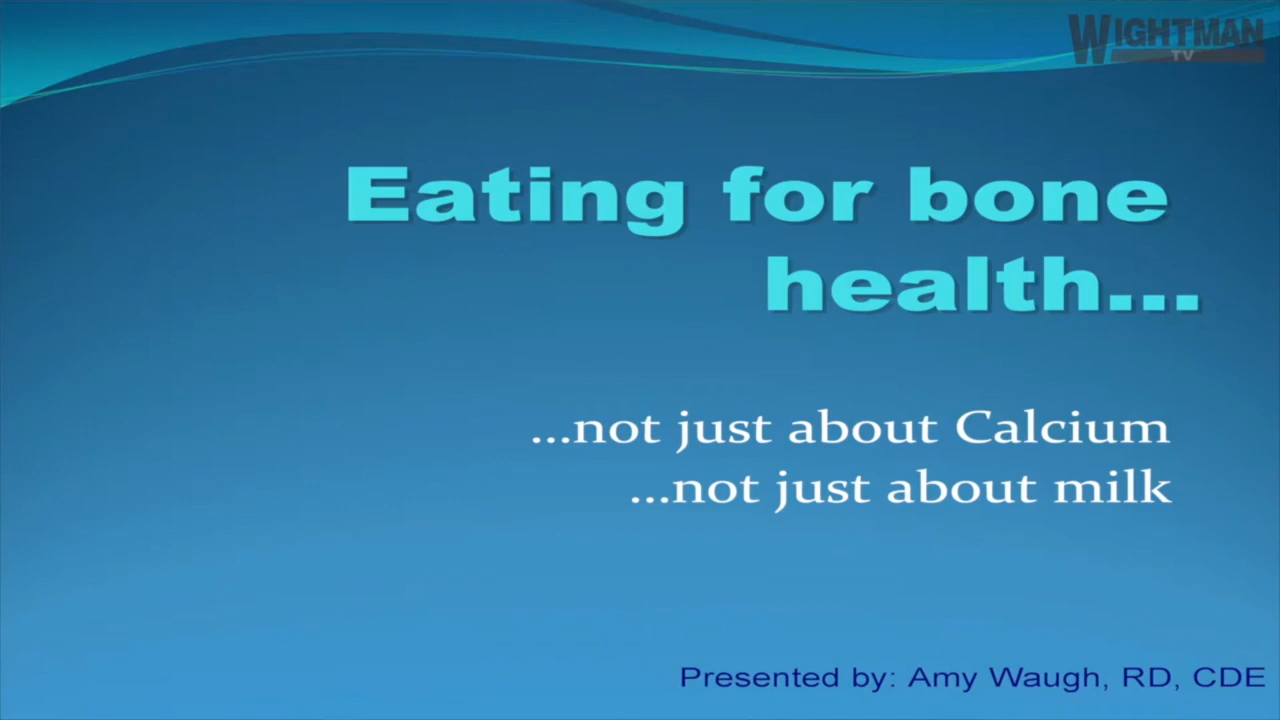 WIGHTMAN
TV
Eating for bone
health...
...not just about Calcium
...not just about milk
Presented by: Amy Waugh, RD, CDE